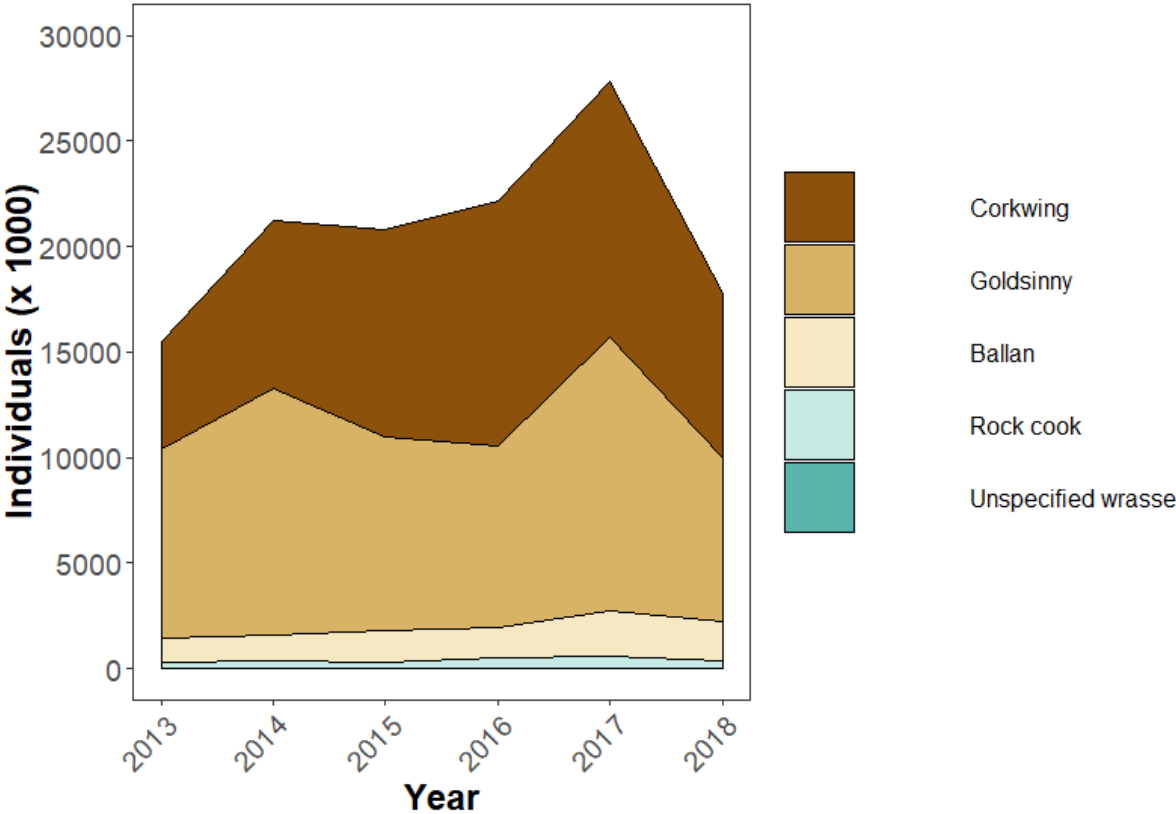 Individuals (x 1000)
30000
25000
20000
15000
10000
5000
0
2013
2014
2015
2016
2017
2018
Year
Corkwing
Goldsinny
Ballan
Rock cook
Unspecified wrasse